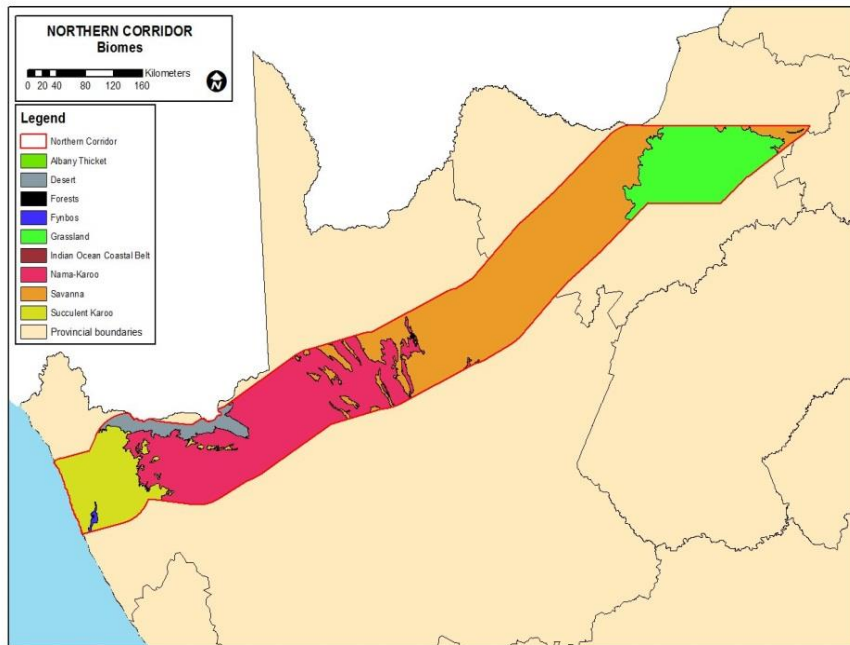 NORTHERN CORRIDOR
Biomes
Kilometers
0 20 40 80 120 160
N
Legend
Northern Corridor
Albany Thicket
Desert
Forests
Fynbos
Grassland
Indian Ocean Coastal Belt
Nama-Karoo
Savanna
Succulent Karoo
Provincial boundaries